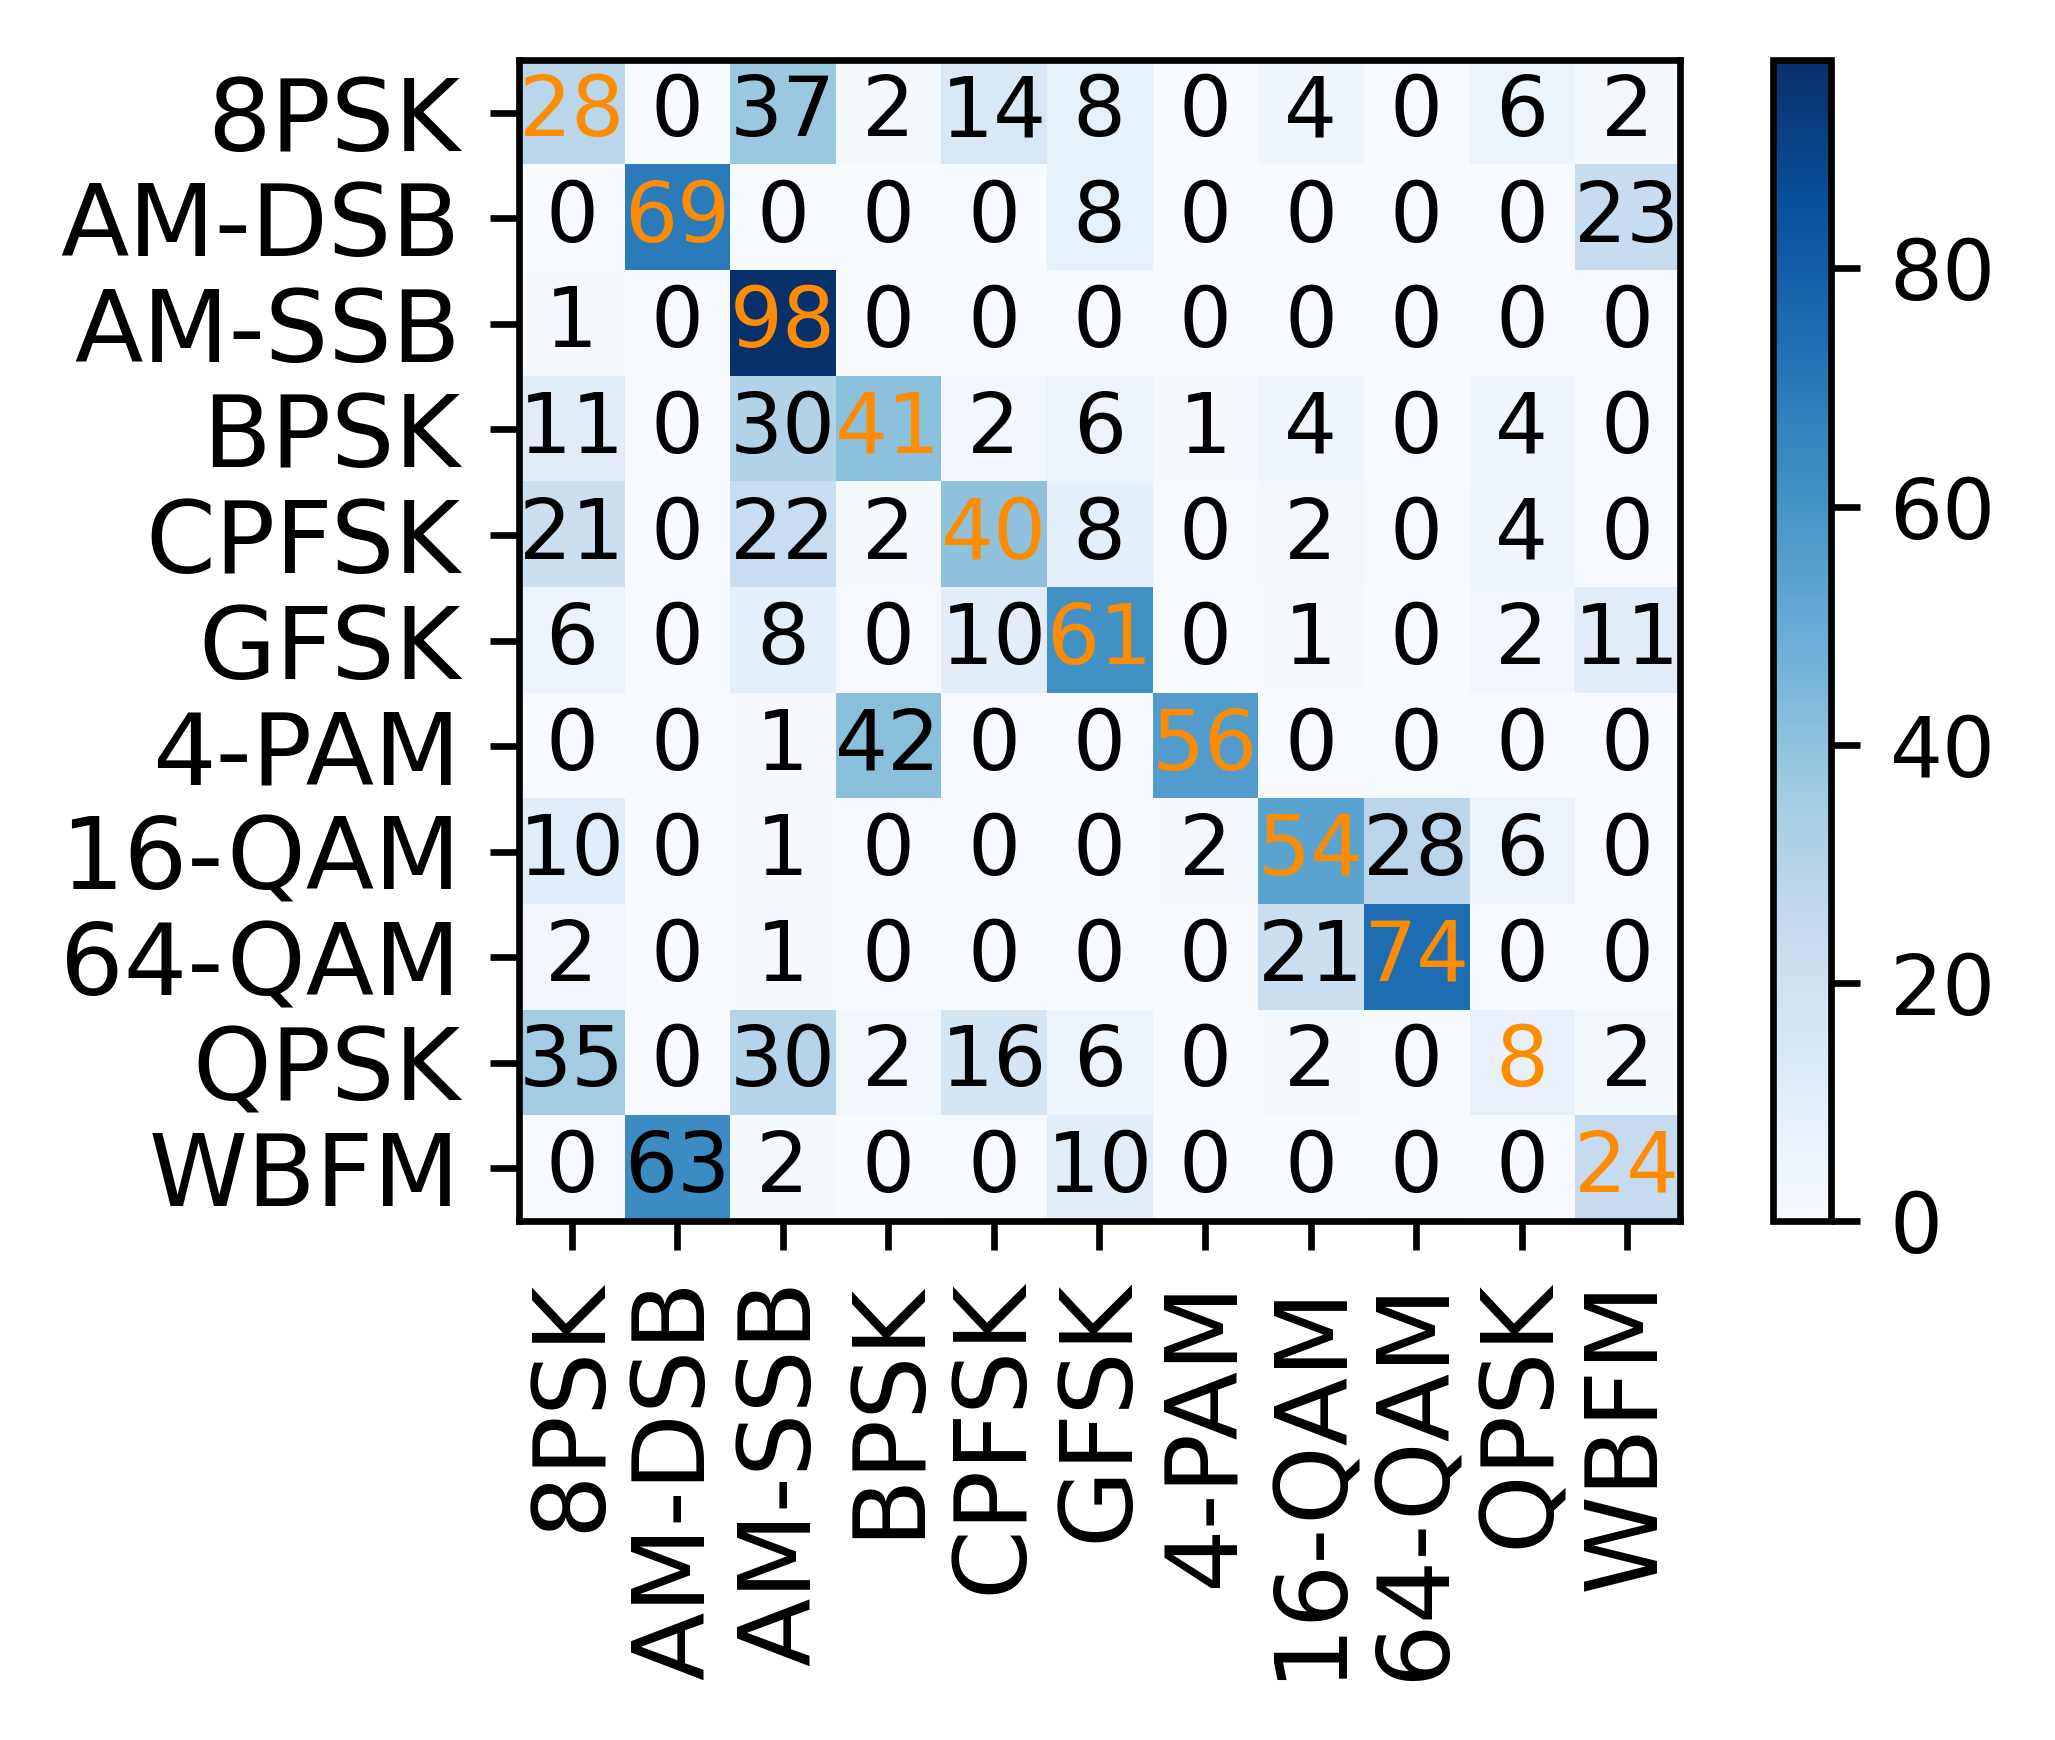 8PSK 28 0 37 2 14 8 0 4 0 6 2
AM-DSB 0 69 0 0 0 8 0 0 0 0 23
AM-SSB 1 0 98 0 0 0 0 0 0 0 0
BPSK 11 0 30 41 2 6 1 4 0 4 0
CPFSK 21 0 22 2 40 8 0 2 0 4 0
GFSK 6 0 8 0 10 61 0 1 0 2 11
4-PAM 0 0 1 42 0 0 56 0 0 0 0
16-QAM 10 0 1 0 0 0 2 54 28 6 0
64-QAM 2 0 1 0 0 0 0 21 74 0 0
QPSK 35 0 30 2 16 6 0 2 0 8 2
WBFM 0 63 2 0 0 10 0 0 0 0 24
8PSK
AM-DSB
AM-SSB
BPSK
CPFSK
GFSK
4-PAM
16-QAM
64-QAM
QPSK
WBFM
80
60
40
20
0